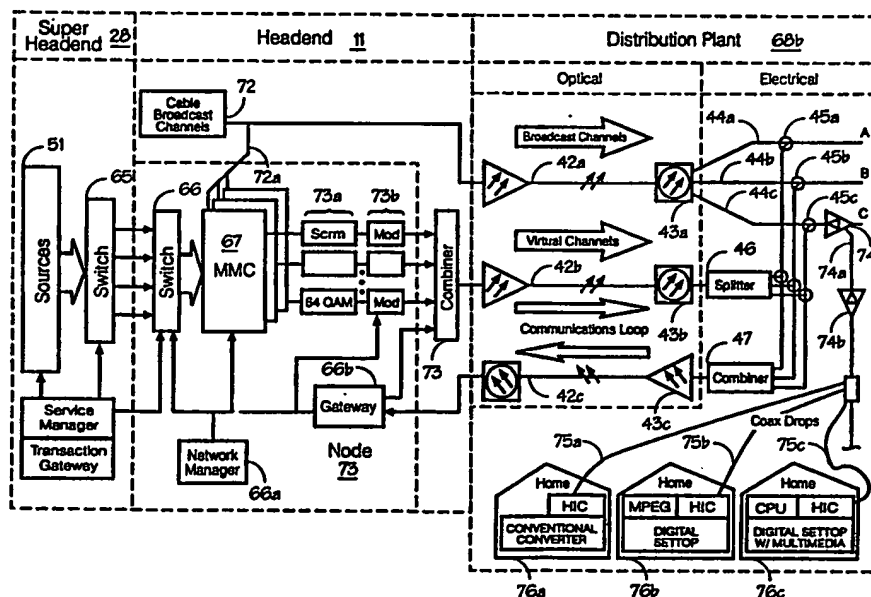 Super
Headend 28
Headend 11
Distribution Plant 68b
Optical
Electrical
Cable
Broadcast
Channels
72
72a
Broadcast Channels
42a
43a
44a
44b
44c
45a
45b
45c
A
B
C
74
74a
74b
51
Sources
65
Switch
66
Switch
67
MMC
73a
73b
Scrm
Mod
64 QAM
Mod
Combiner
73
Virtual Channels
42b
43b
46
Splitter
Communications Loop
47
Combiner
42c
43c
66b
Gateway
Node
73
Service
Manager
Transaction
Gateway
Network
Manager
66a
Coax Drops
75a
75b
75c
Home
HIC
CONVENTIONAL
CONVERTER
76a
Home
MPEG
HIC
DIGITAL
SETTOP
76b
Home
CPU
HIC
DIGITAL SETTOP
W/ MULTIMEDIA
76c